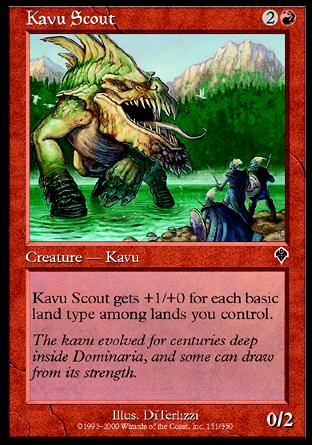 Kavu Scout 2
Creature — Kavu
Kavu Scout gets +1/+0 for each basic
land type among lands you control.
The kavu evolved for centuries deep
inside Dominaria, and some can draw
from its strength.
0/2
Illus. DiTerlizzi
©1993–2000 Wizards of the Coast, Inc. 151/350